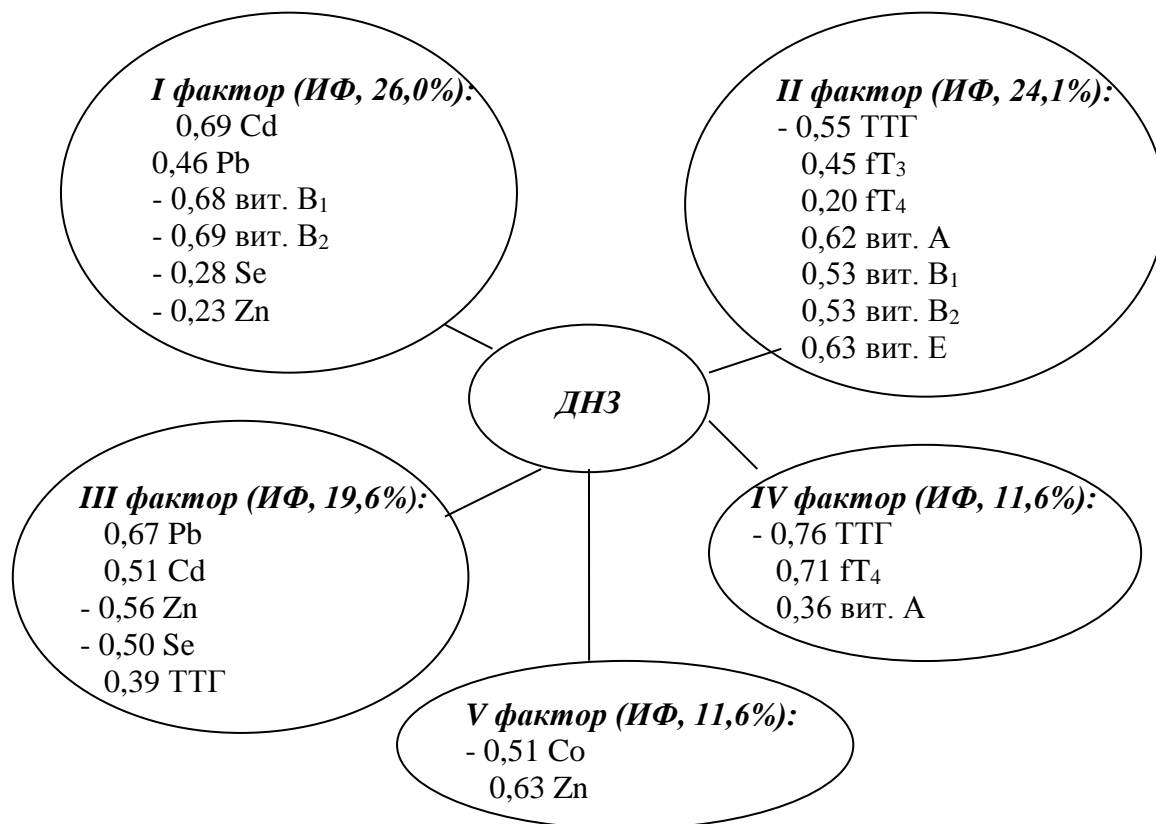 I фактор (ИФ, 26,0%):
0,69 Cd
0,46 Pb
- 0,68 вит. В₁
- 0,69 вит. В₂
- 0,28 Se
- 0,23 Zn
II фактор (ИФ, 24,1%):
- 0,55 ТТГ
0,45 fT₃
0,20 fT₄
0,62 вит. А
0,53 вит. В₁
0,53 вит. В₂
0,63 вит. Е
ДНЗ
III фактор (ИФ, 19,6%):
0,67 Pb
0,51 Cd
- 0,56 Zn
- 0,50 Se
0,39 ТТГ
IV фактор (ИФ, 11,6%):
- 0,76 ТТГ
0,71 fT₄
0,36 вит. А
V фактор (ИФ, 11,6%):
- 0,51 Co
0,63 Zn